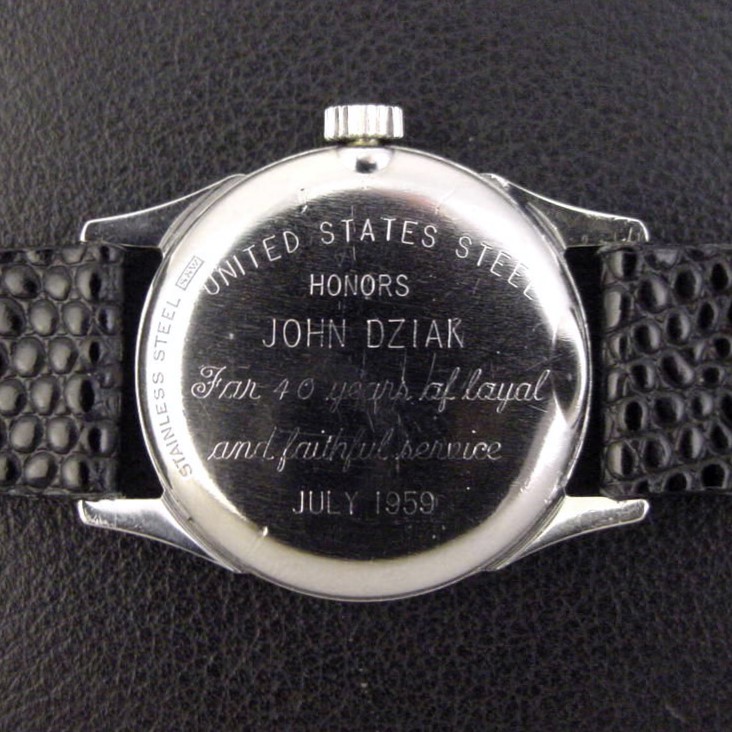 UNITED STATES STEEL
HONORS
JOHN DZIAK
For 40 years of loyal
and faithful service
JULY 1959
STAINLESS STEEL